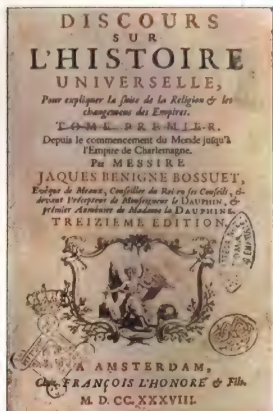 DISCOURS
SUR
L'HISTOIRE
UNIVERSELLE,
Pour expliquer la suite de la Religion & les
changemens des Empires.
TOME PREMIER.
Depuis le commencement du Monde jusqu'à
l'Empire de Charlemagne.
Par MESSIRE
JAQUES BENIGNE BOSSUET,
Evêque de Meaux, Conseiller du Roi en ses Conseils, ci-
devant Précepteur de Monseigneur le DAUPHIN, &
prémier Aumônier de Madame la DAUPHINE.
TREIZIEME EDITION
A AMSTERDAM,
Chez FRANÇOIS L'HONORÉ & Fils.
M. D. CC. XXXVIII.